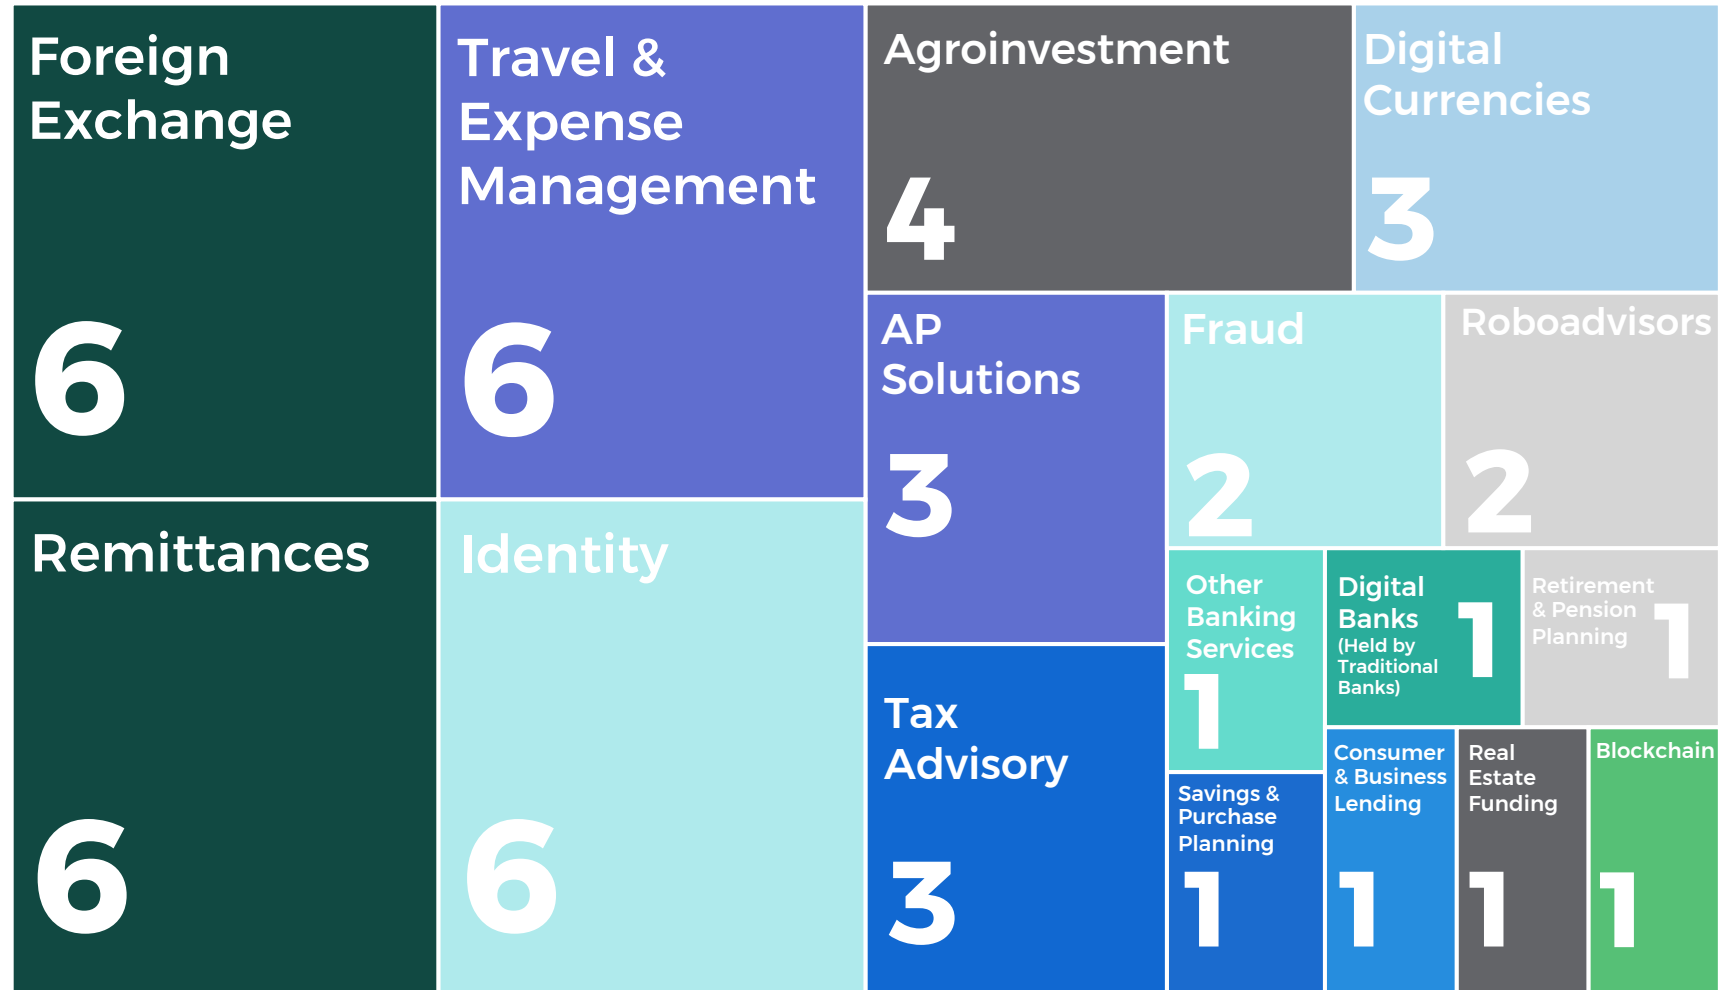 Foreign
Exchange
6
Travel &
Expense
Management
6
Agroinvestment
4
Digital
Currencies
3
Remittances
6
Identity
6
AP
Solutions
3
Fraud
2
Roboadvisors
2
Tax
Advisory
3
Other
Banking
Services
1
Digital
Banks
(Held by
Traditional
Banks)
1
Retirement
& Pension
Planning
1
Savings &
Purchase
Planning
1
Consumer
& Business
Lending
1
Real
Estate
Funding
1
Blockchain
1